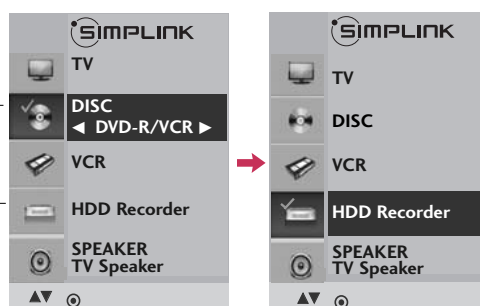 SIMPLINK
TV
DISC
◀ DVD-R/VCR ▶
VCR
HDD Recorder
SPEAKER
TV Speaker
▲▼ ◉
SIMPLINK
TV
DISC
VCR
HDD Recorder
SPEAKER
TV Speaker
▲▼ ◉